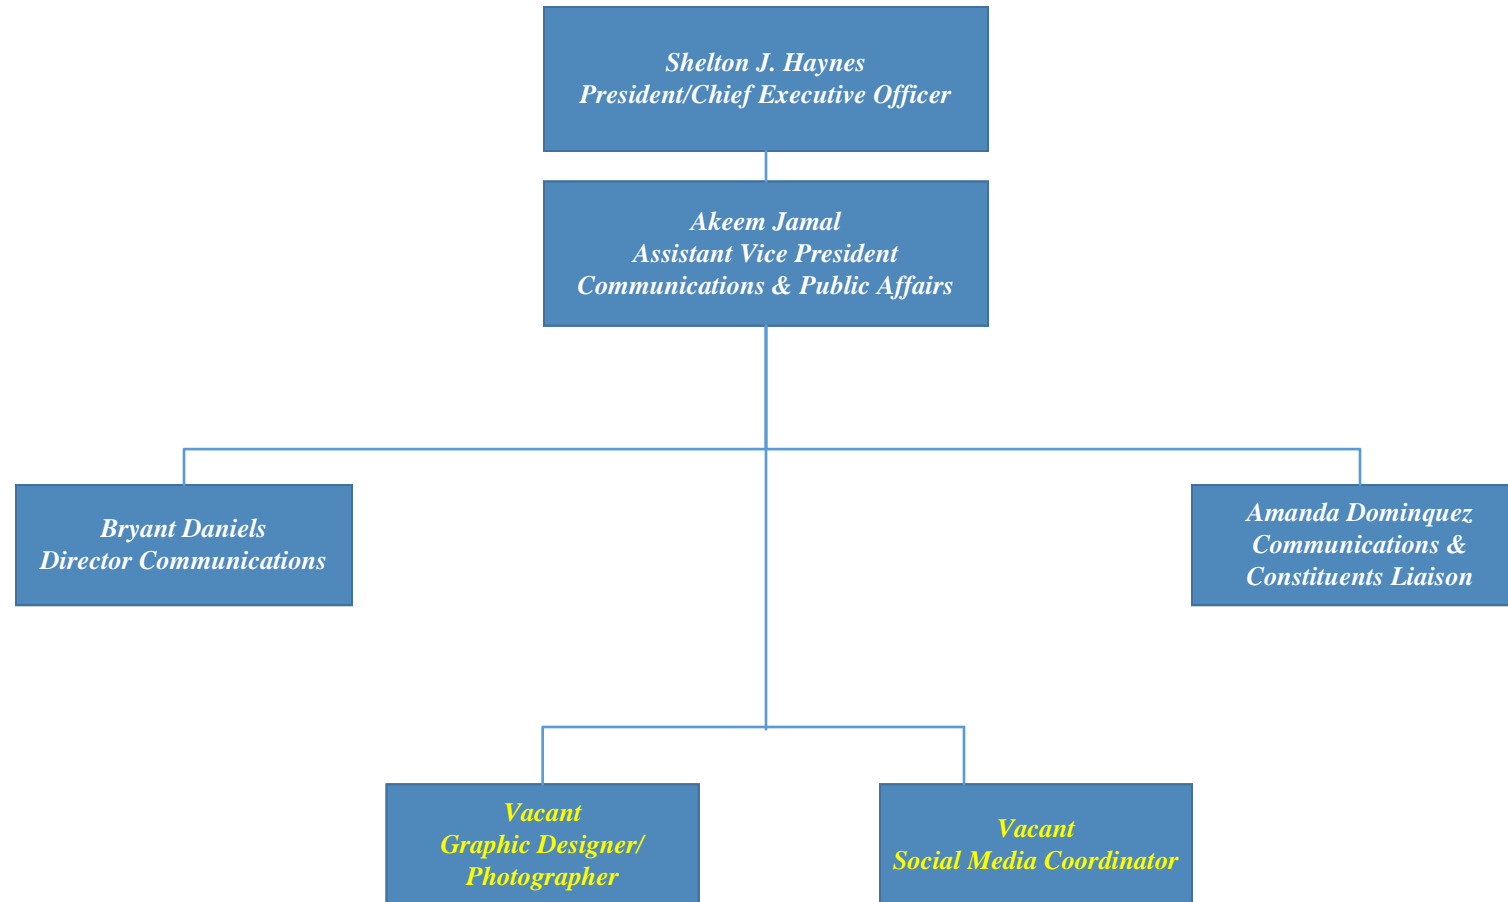 Shelton J. Haynes
President/Chief Executive Officer
Akeem Jamal
Assistant Vice President
Communications & Public Affairs
Bryant Daniels
Director Communications
Amanda Dominquez
Communications &
Constituents Liaison
Vacant
Graphic Designer/
Photographer
Vacant
Social Media Coordinator